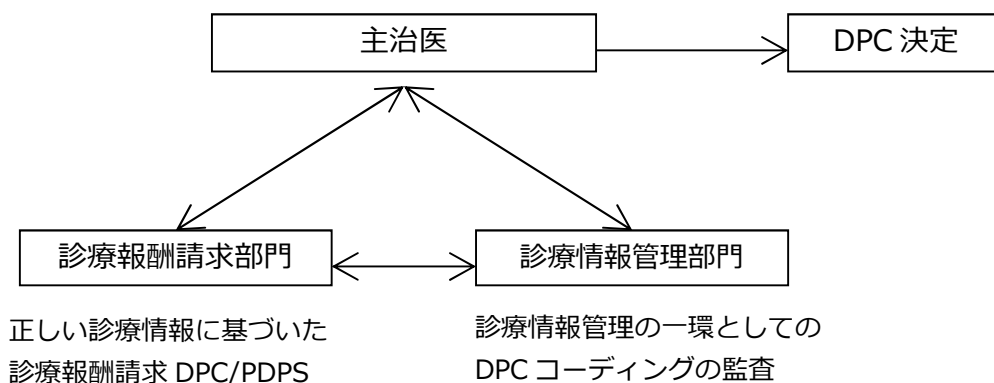 主治医
DPC 決定
診療報酬請求部門
診療情報管理部門
正しい診療情報に基づいた
診療報酬請求 DPC/PDPS
診療情報管理の一環としての
DPC コーディングの監査